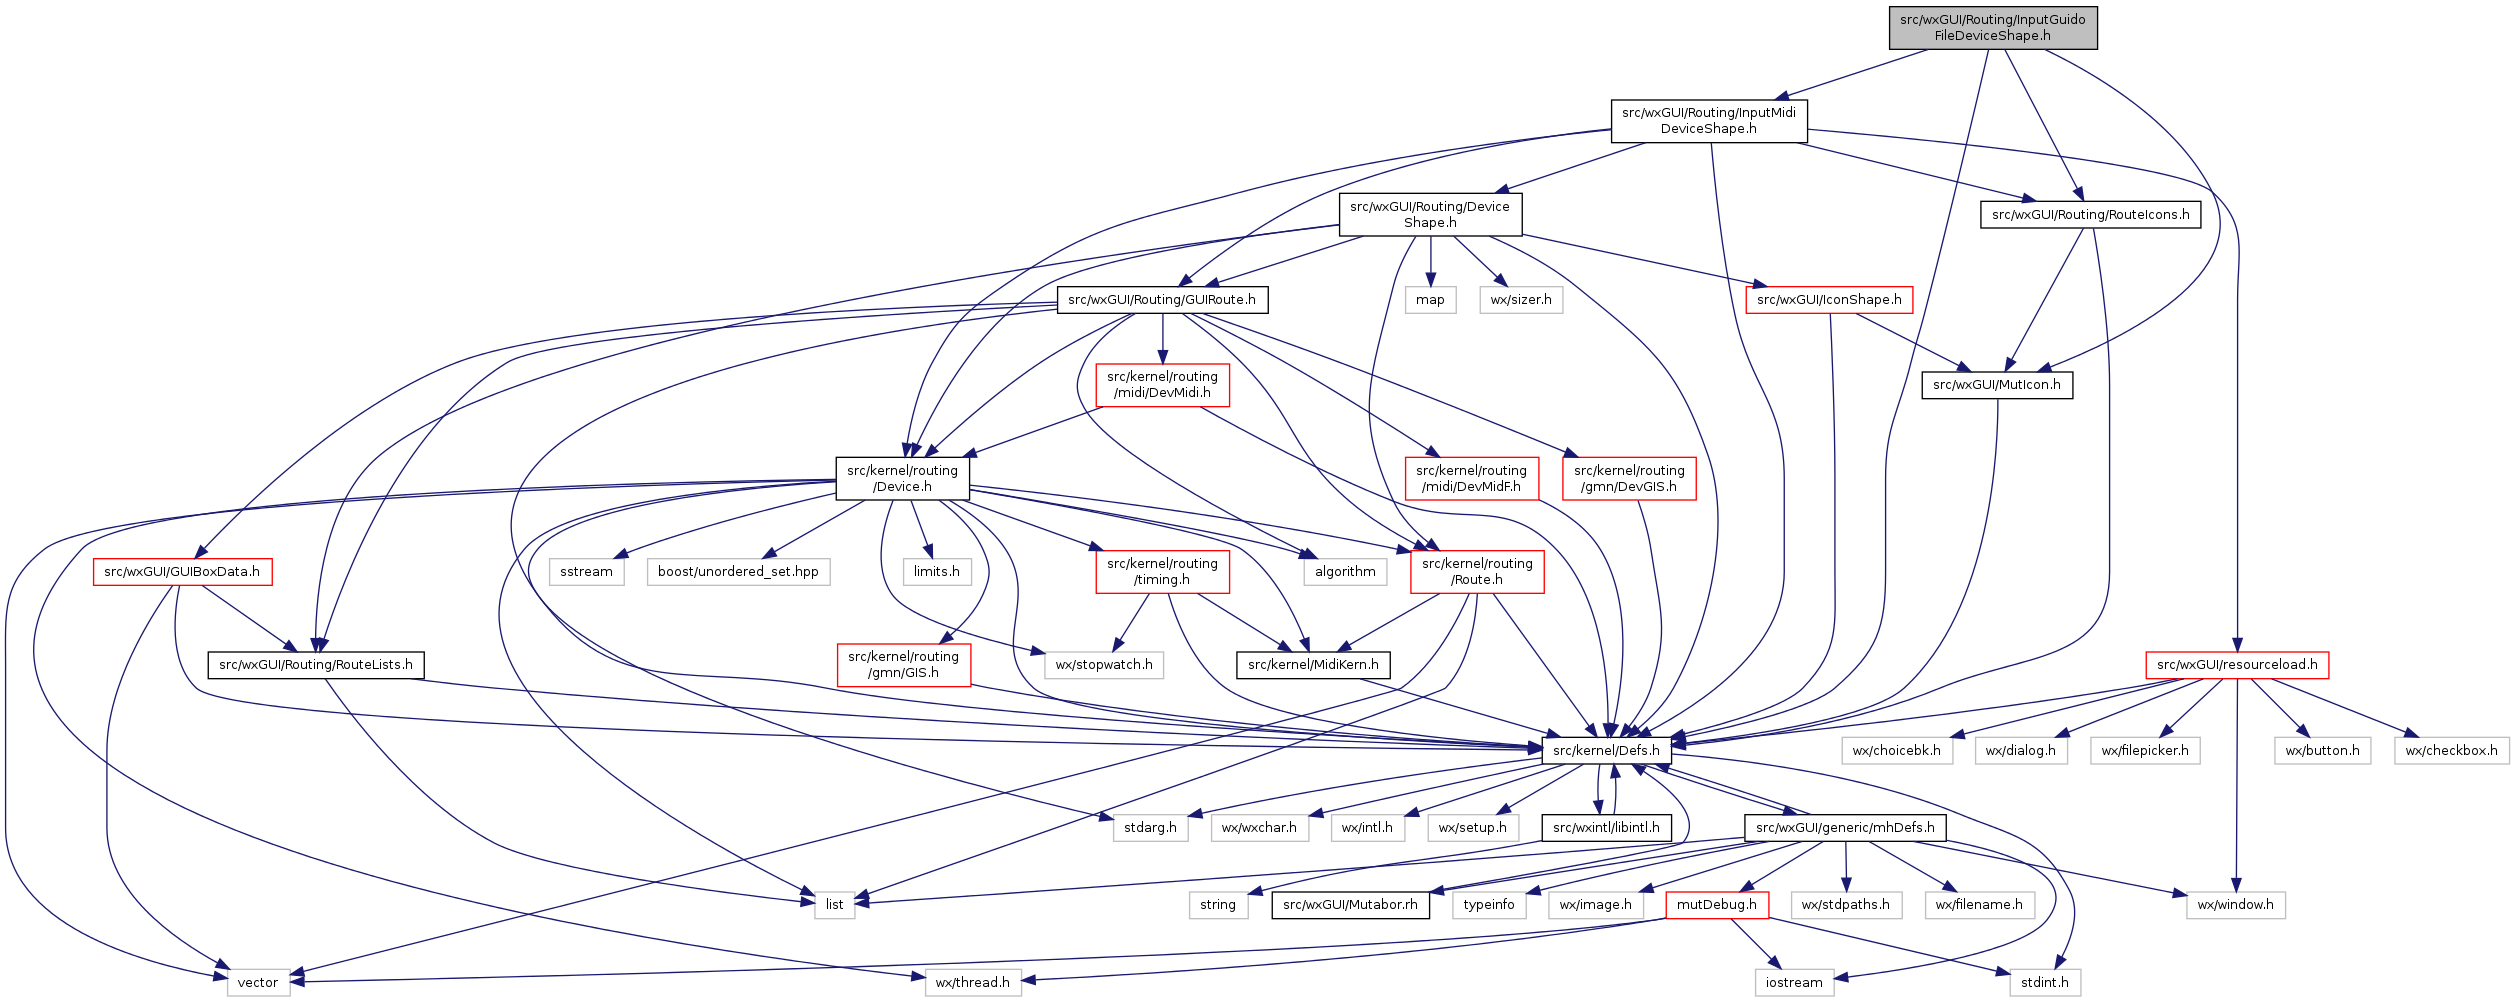 src/wxGUI/Routing/InputGuido
FileDeviceShape.h
src/wxGUI/Routing/InputMidi
DeviceShape.h
src/wxGUI/Routing/Device
Shape.h
src/wxGUI/Routing/RouteIcons.h
src/wxGUI/Routing/GUIRoute.h
map
wx/sizer.h
src/wxGUI/IconShape.h
src/kernel/routing
/midi/DevMidi.h
src/wxGUI/MutIcon.h
src/kernel/routing
/Device.h
src/kernel/routing
/midi/DevMidF.h
src/kernel/routing
/gmn/DevGIS.h
src/wxGUI/GUIBoxData.h
sstream
boost/unordered_set.hpp
limits.h
src/kernel/routing
/timing.h
algorithm
src/kernel/routing
/Route.h
src/wxGUI/Routing/RouteLists.h
src/kernel/routing
/gmn/GIS.h
wx/stopwatch.h
src/kernel/MidiKern.h
src/wxGUI/resourceload.h
src/kernel/Defs.h
wx/choicebk.h
wx/dialog.h
wx/filepicker.h
wx/button.h
wx/checkbox.h
stdarg.h
wx/wxchar.h
wx/intl.h
wx/setup.h
src/wxintl/libintl.h
src/wxGUI/generic/mhDefs.h
list
string
src/wxGUI/Mutabor.rh
typeinfo
wx/image.h
mutDebug.h
wx/stdpaths.h
wx/filename.h
wx/window.h
vector
wx/thread.h
iostream
stdint.h